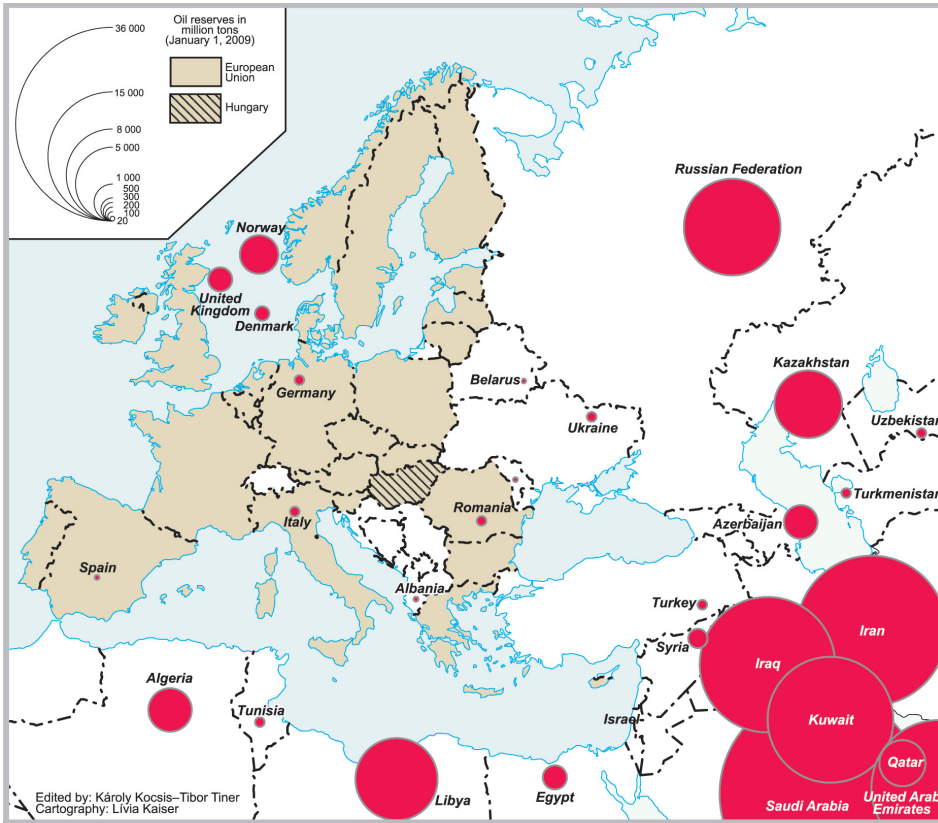 Oil reserves in
million tons
(January 1, 2009)
36 000
15 000
8 000
5 000
1 000
500
300
200
100
20
European
Union
Hungary
Russian Federation
Norway
United
Kingdom
Denmark
Kazakhstan
Belarus
Germany
Ukraine
Uzbekistan
Turkmenistan
Romania
Italy
Azerbaijan
Spain
Albania
Turkey
Syria
Iran
Iraq
Algeria
Tunisia
Israel
Kuwait
Qatar
Libya
Egypt
Saudi Arabia
United Arab
Emirates
Edited by: Károly Kocsis–Tibor Tiner
Cartography: Lívia Kaiser